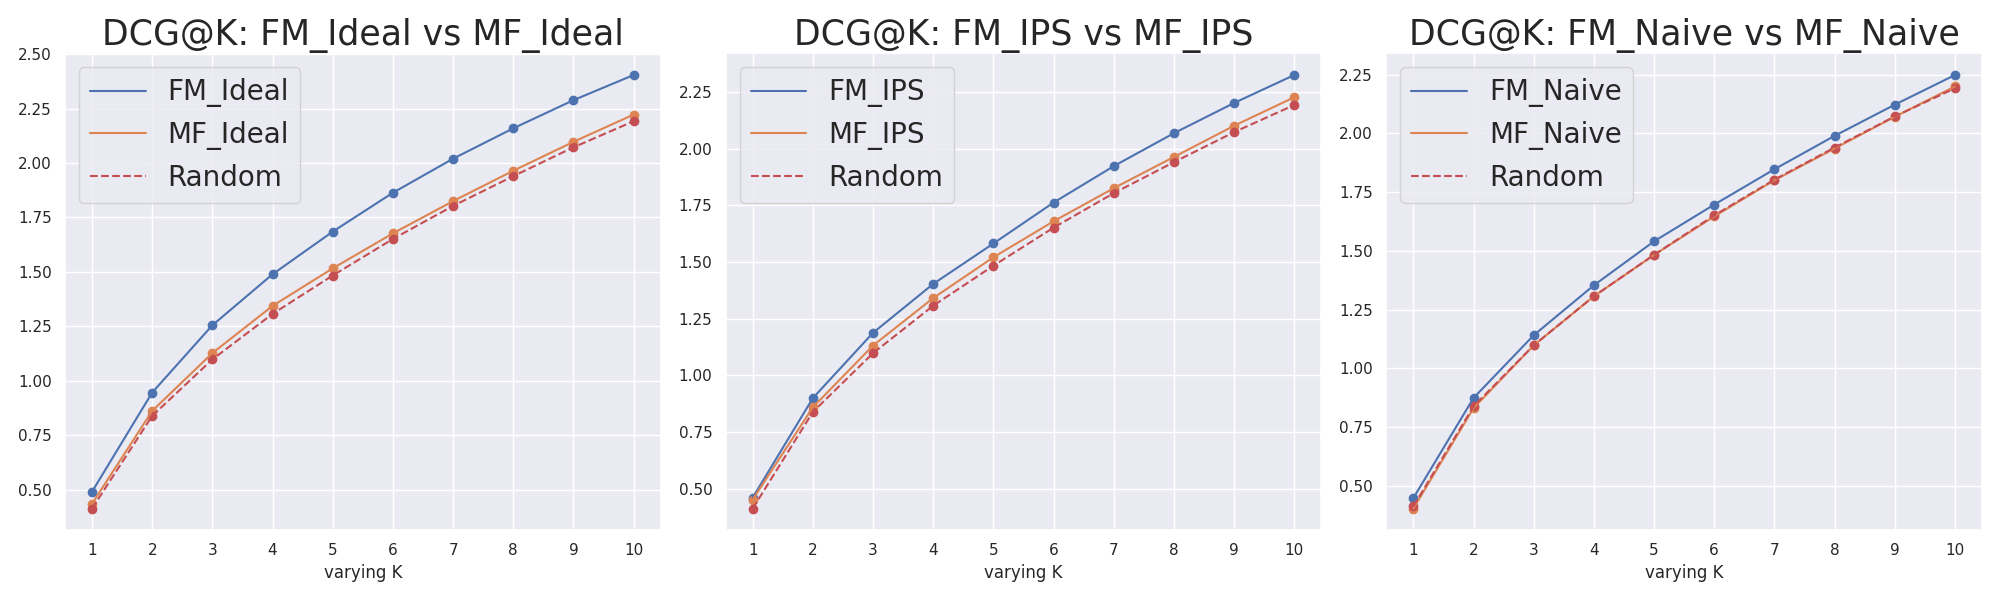 DCG@K: FM_Ideal vs MF_Ideal
2.50
2.25
2.00
1.75
1.50
1.25
1.00
0.75
0.50
FM_Ideal
MF_Ideal
Random
1 2 3 4 5 6 7 8 9 10
varying K
DCG@K: FM_IPS vs MF_IPS
2.25
2.00
1.75
1.50
1.25
1.00
0.75
0.50
FM_IPS
MF_IPS
Random
1 2 3 4 5 6 7 8 9 10
varying K
DCG@K: FM_Naive vs MF_Naive
2.25
2.00
1.75
1.50
1.25
1.00
0.75
0.50
FM_Naive
MF_Naive
Random
1 2 3 4 5 6 7 8 9 10
varying K